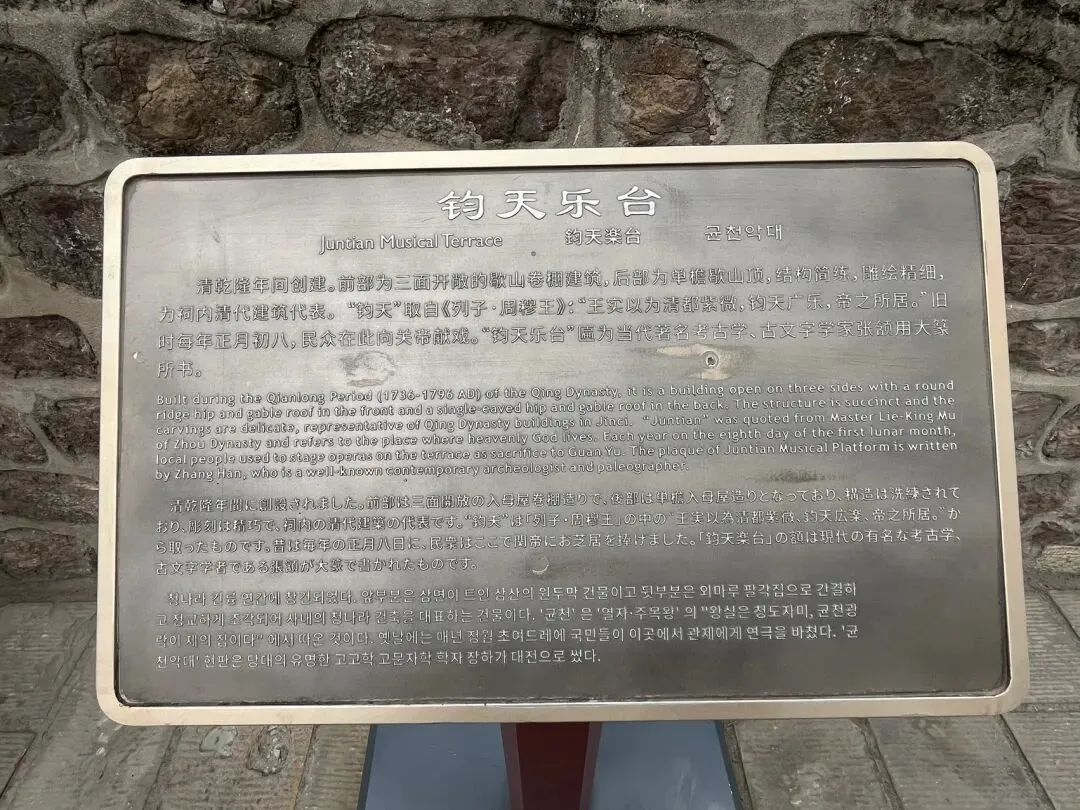 钧天乐台
Juntian Musical Terrace 鈞天楽台 균천악대
清乾隆年间创建。前部为三面开敞的歇山卷棚建筑，后部为单檐歇山顶，结构简练，雕绘精细，
为祠内清代建筑代表。“钧天”取自《列子·周穆王》：“王实以为清都紫微，钧天广乐，帝之所居。”旧
时每年正月初八，民众在此向关帝献戏。“钧天乐台”匾为当代著名考古学、古文字学家张颔用大篆
所书。
Built during the Qianlong Period (1736-1796 AD) of the Qing Dynasty, it is a building open on three sides with a round
ridge hip and gable roof in the front and a single-eaved hip and gable roof in the back. The structure is succinct and the
carvings are delicate, representative of Qing Dynasty buildings in Jinci. "Juntian" was quoted from Master Lie-King Mu
of Zhou Dynasty and refers to the place where heavenly God lives. Each year on the eighth day of the first lunar month,
local people used to stage operas on the terrace as sacrifice to Guan Yu. The plaque of Juntian Musical Platform is written
by Zhang Han, who is a well-known contemporary archeologist and paleographer.
清乾隆年間に創設されました。前部は三面開放の入母屋巻棚造りで、後部は単檐入母屋造りとなっており、構造は洗練されて
おり、彫刻は精巧で、祠内の清代建築の代表です。“鈞天”は「列子·周穆王」の中の“王実以為清都紫微、鈞天広楽、帝之所居。”か
ら取ったものです。昔は毎年の正月八日に、民衆はここで関帝にお芝居を捧げました。「鈞天楽台」の額は現代の有名な考古学、
古文字学者である張頷が大篆で書かれたものです。
청나라 건륭 연간에 창건되었다. 앞부분은 삼면이 트인 상산의 원두막 건물이고 뒷부분은 외마루 팔각집으로 간결하
고 정교하게 조각되어 사내의 청나라 건축을 대표하는 건물이다. '균천' 은 '열자·주목왕' 의 "왕실은 청도자미, 균천광
락이 제의 집이다" 에서 따온 것이다. 옛날에는 매년 정월 초여드레에 국민들이 이곳에서 관제에게 연극을 바쳤다. '균
천악대' 현판은 당대의 유명한 고고학 고문자학 학자 장하가 대전으로 썼다.